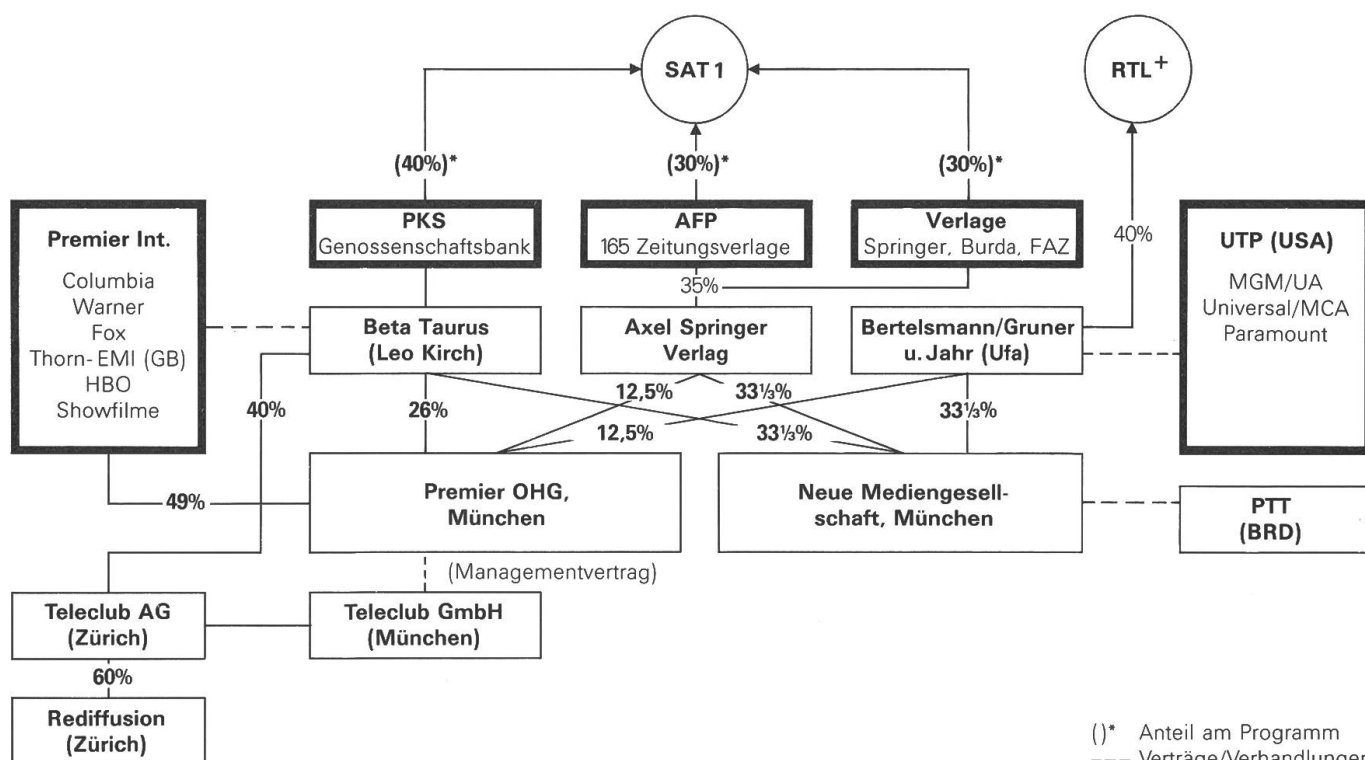 SAT 1
RTL+
(40%)*
(30%)*
(30%)*
Premier Int.
Columbia
Warner
Fox
Thorn-EMI (GB)
HBO
Showfilme
PKS
Genossenschaftsbank
AFP
165 Zeitungsverlage
Verlage
Springer, Burda, FAZ
40%
UTP (USA)
MGM/UA
Universal/MCA
Paramount
35%
Beta Taurus
(Leo Kirch)
Axel Springer
Verlag
Bertelsmann/Gruner
u. Jahr (Ufa)
40%
26%
12,5%
33⅓%
12,5%
33⅓%
33⅓%
49%
Premier OHG,
München
Neue Mediengesell-
schaft, München
PTT
(BRD)
(Managementvertrag)
Teleclub AG
(Zürich)
Teleclub GmbH
(München)
60%
Rediffusion
(Zürich)
()* Anteil am Programm
--- Verträge/Verhandlungen